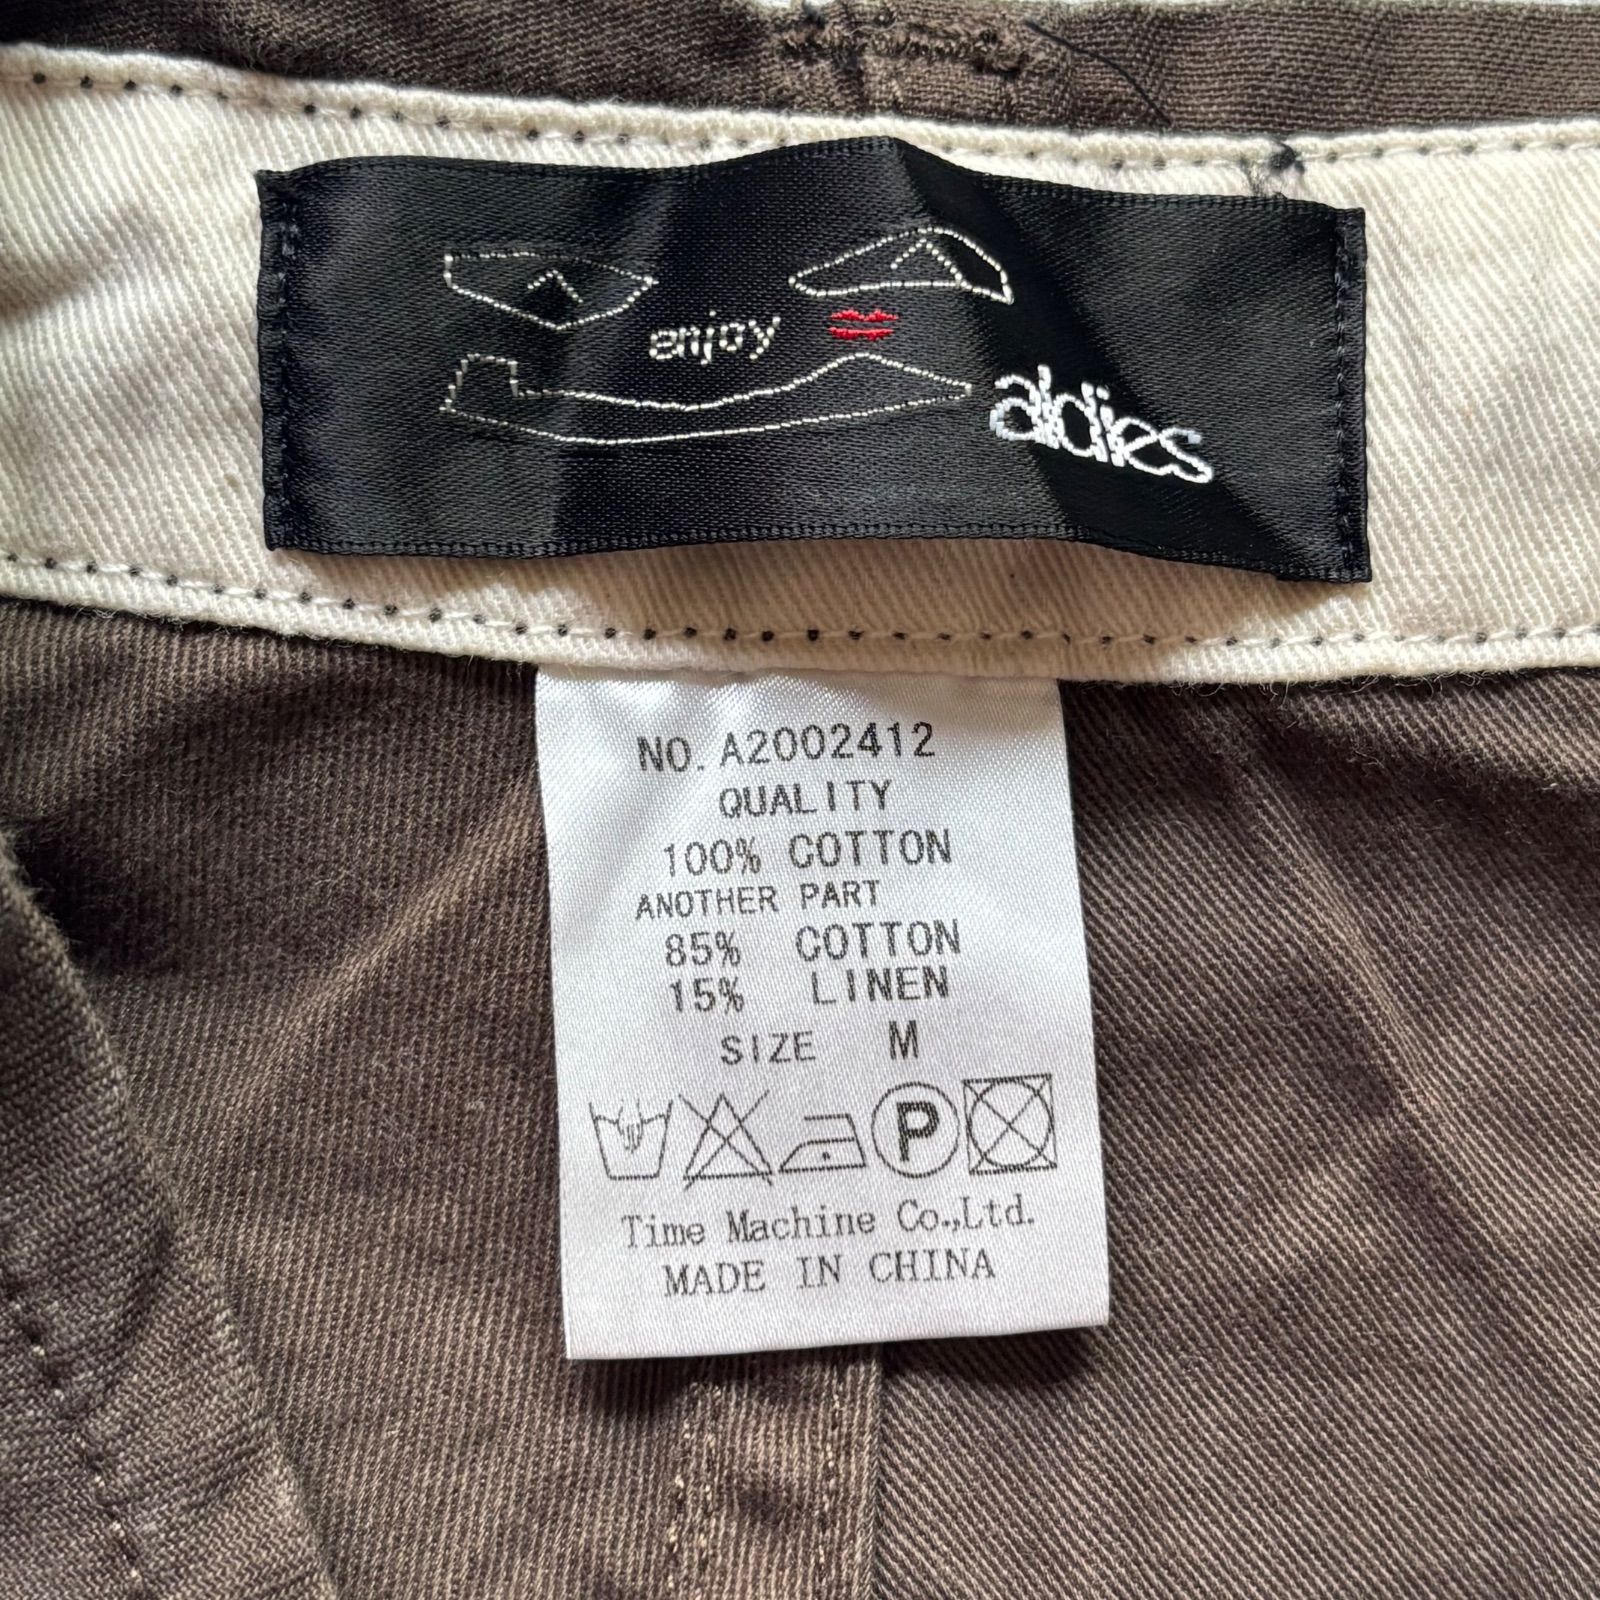 enjoy
aldies
NO. A2002412
QUALITY
100% COTTON
ANOTHER PART
85% COTTON
15% LINEN
SIZE M
P
Time Machine Co.,Ltd.
MADE IN CHINA